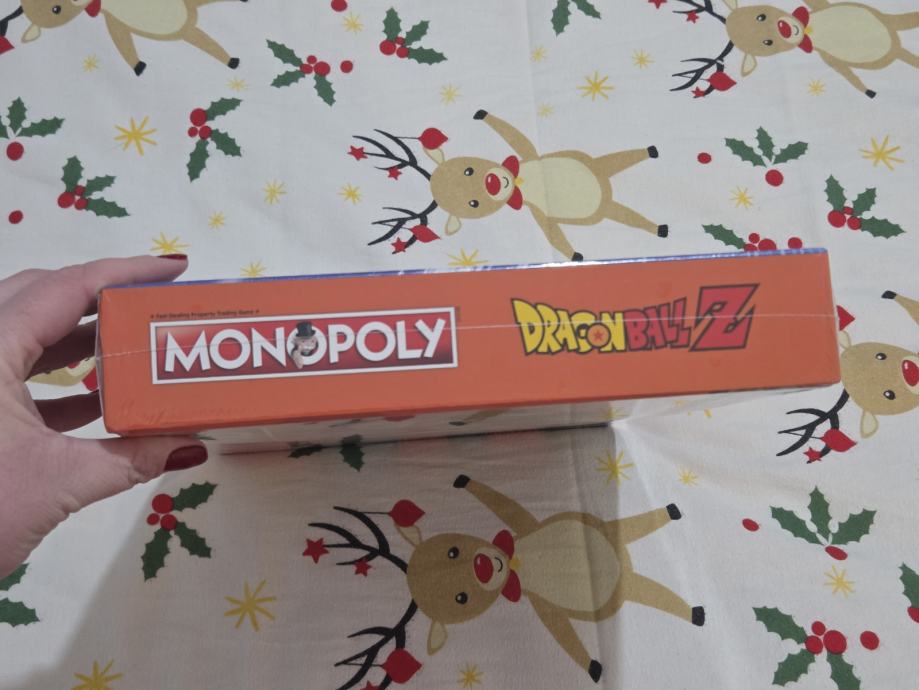 A Fast-Dealing Property Trading Game
MONOPOLY
DRAGON BALL Z